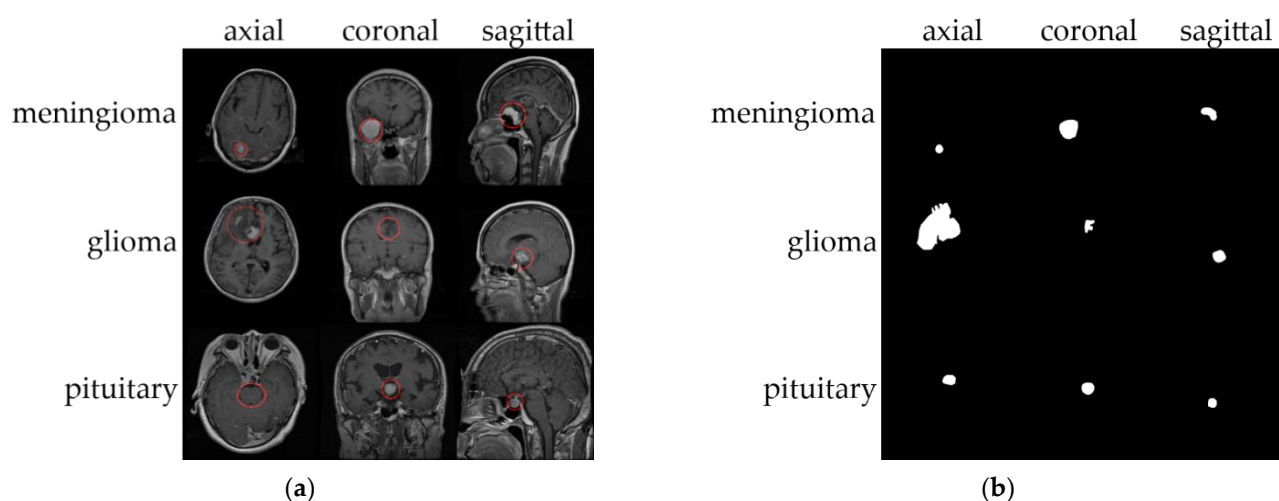 axial coronal sagittal
meningioma
glioma
pituitary
(a)
axial coronal sagittal
meningioma
glioma
pituitary
(b)